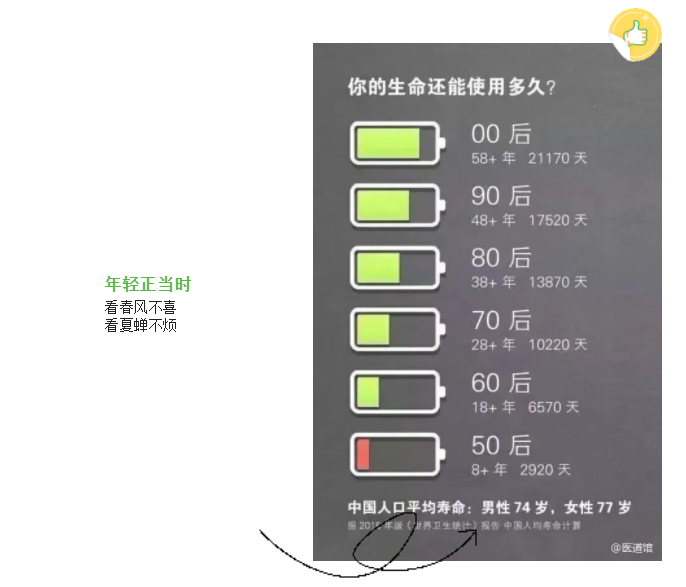 年轻正当时
看春风不喜
看夏蝉不烦
你的生命还能使用多久?
00 后
58+ 年 21170 天
90 后
48+ 年 17520 天
80 后
38+ 年 13870 天
70 后
28+ 年 10220 天
60 后
18+ 年 6570 天
50 后
8+ 年 2920 天
中国人口平均寿命：男性 74 岁，女性 77 岁
据 2015 年版《世界卫生统计》报告 中国人均寿命计算
@医道馆